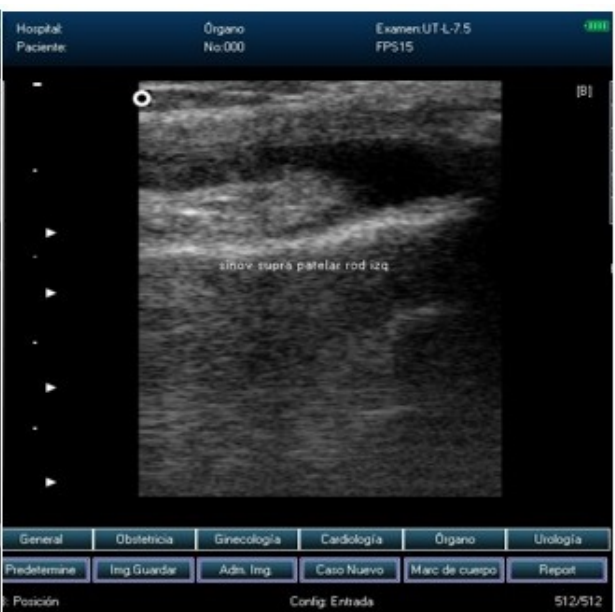 Hospital: Órgano Examen:UT-L-7.5
Paciente: No:000 FPS15
[B]
sinov supra patelar rod izq
General Obstetricia Ginecología Cardiología Órgano Urología
Predetermine Img.Guardar Adm. Img. Caso Nuevo Marc de cuerpo Report
: Posición Config: Entrada 512/512